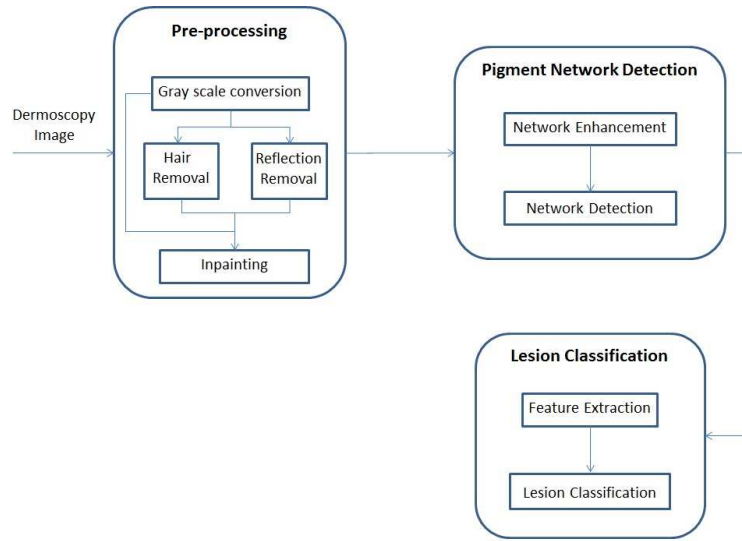 Dermoscopy
Image
Pre-processing
Gray scale conversion
Hair
Removal
Reflection
Removal
Inpainting
Pigment Network Detection
Network Enhancement
Network Detection
Lesion Classification
Feature Extraction
Lesion Classification